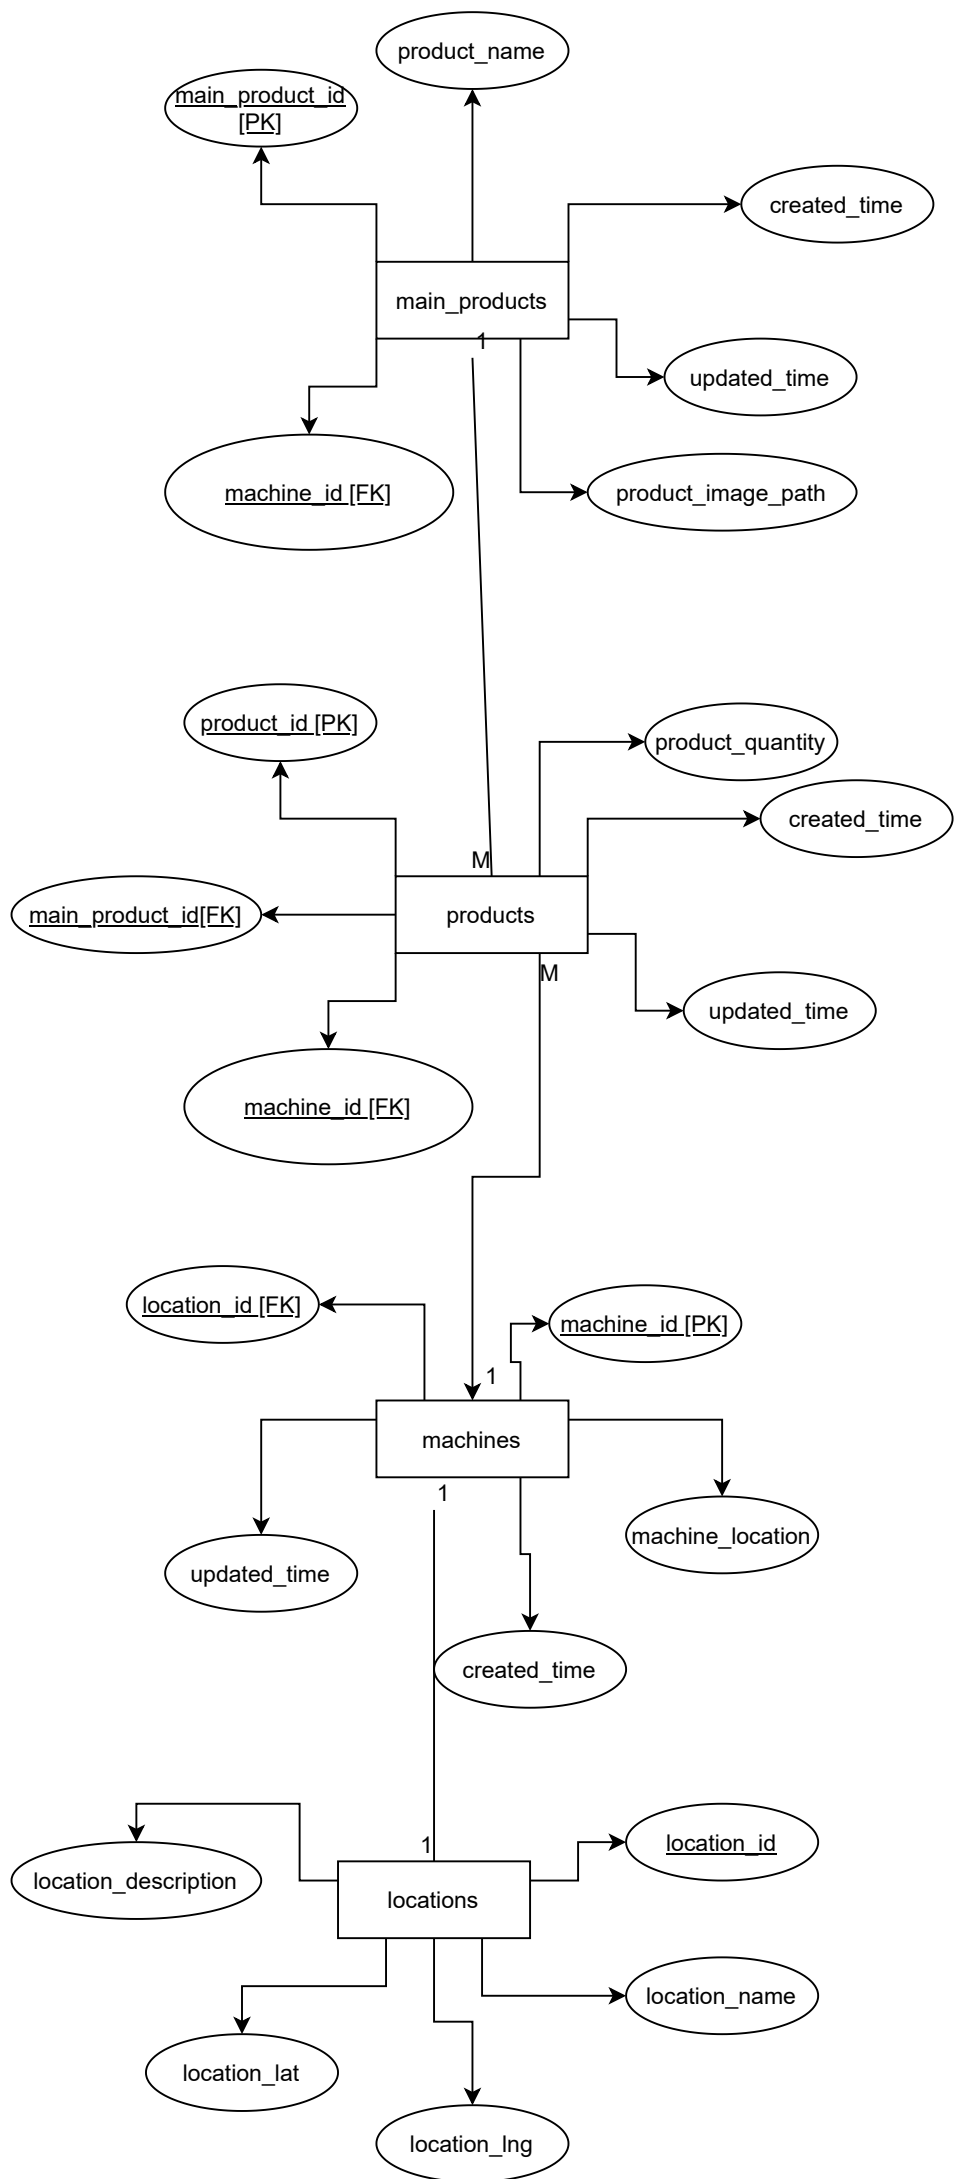 product_name
main_product_id
[PK]
created_time
main_products
1
updated_time
machine_id [FK]
product_image_path
product_id [PK]
product_quantity
created_time
M
main_product_id[FK]
products
M
updated_time
machine_id [FK]
location_id [FK]
machine_id [PK]
1
machines
1
machine_location
updated_time
created_time
1
location_id
location_description
locations
location_name
location_lat
location_lng